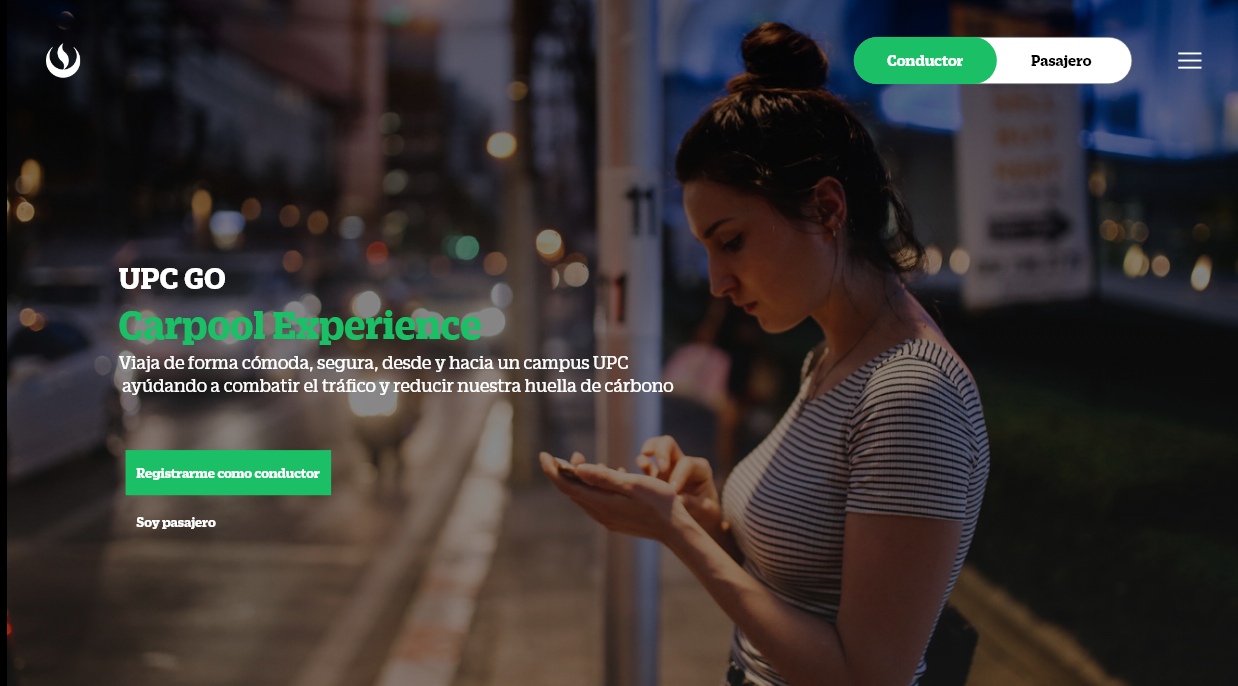 Conductor
Pasajero
UPC GO
Carpool Experience
Viaja de forma cómoda, segura, desde y hacia un campus UPC
ayúdando a combatir el tráfico y reducir nuestra huella de cárbono
Registrarme como conductor
Soy pasajero